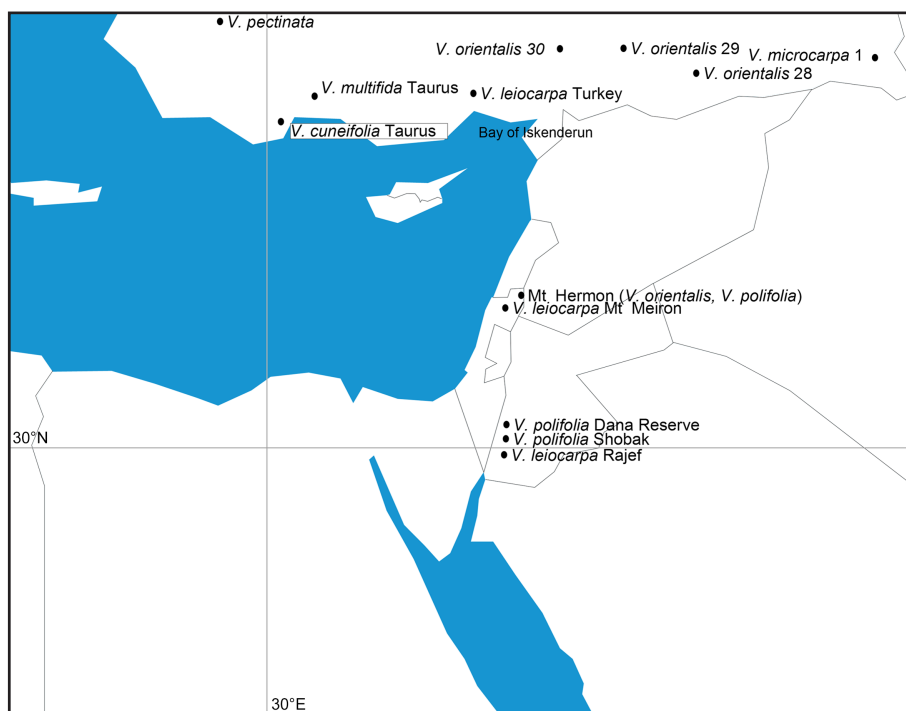 V. pectinata
V. orientalis 30
V. orientalis 29
V. microcarpa 1
V. orientalis 28
V. multifida Taurus
V. leiocarpa Turkey
V. cuneifolia Taurus
Bay of Iskenderun
Mt. Hermon (V. orientalis, V. polifolia)
V. leiocarpa Mt Meiron
V. polifolia Dana Reserve
30°N
V. polifolia Shobak
V. leiocarpa Rajef
30°E